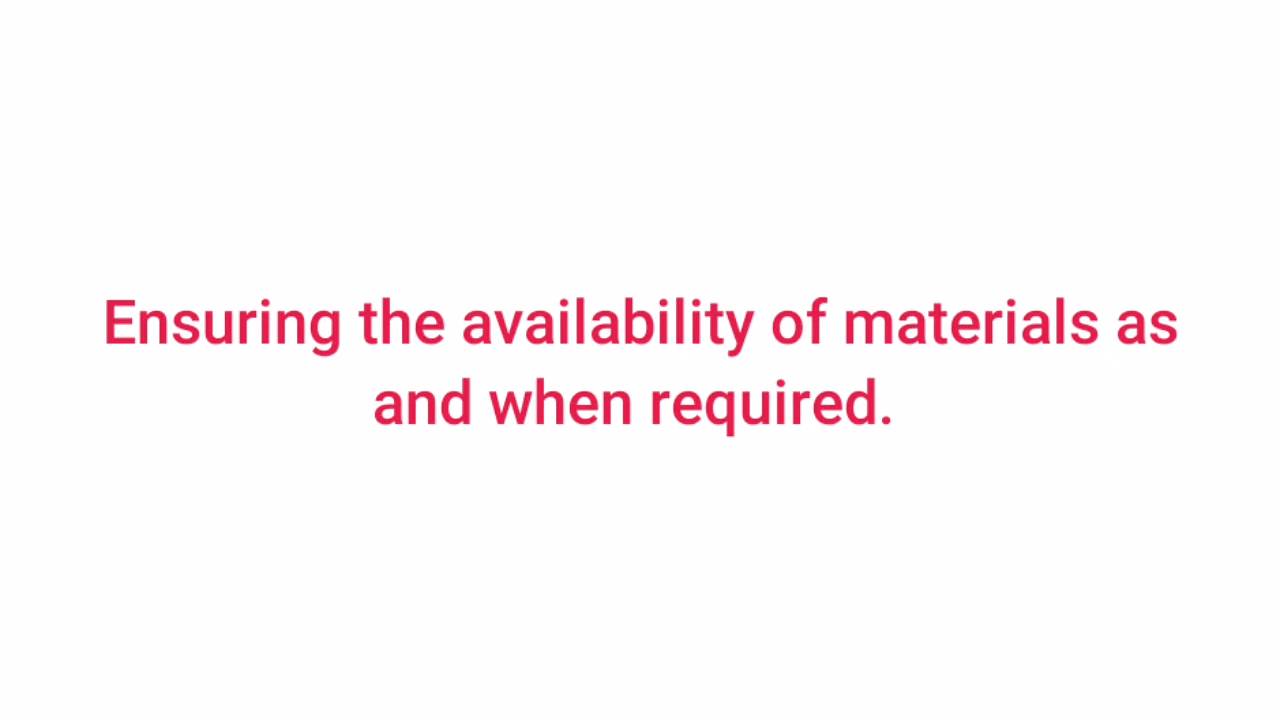 Ensuring the availability of materials as
and when required.